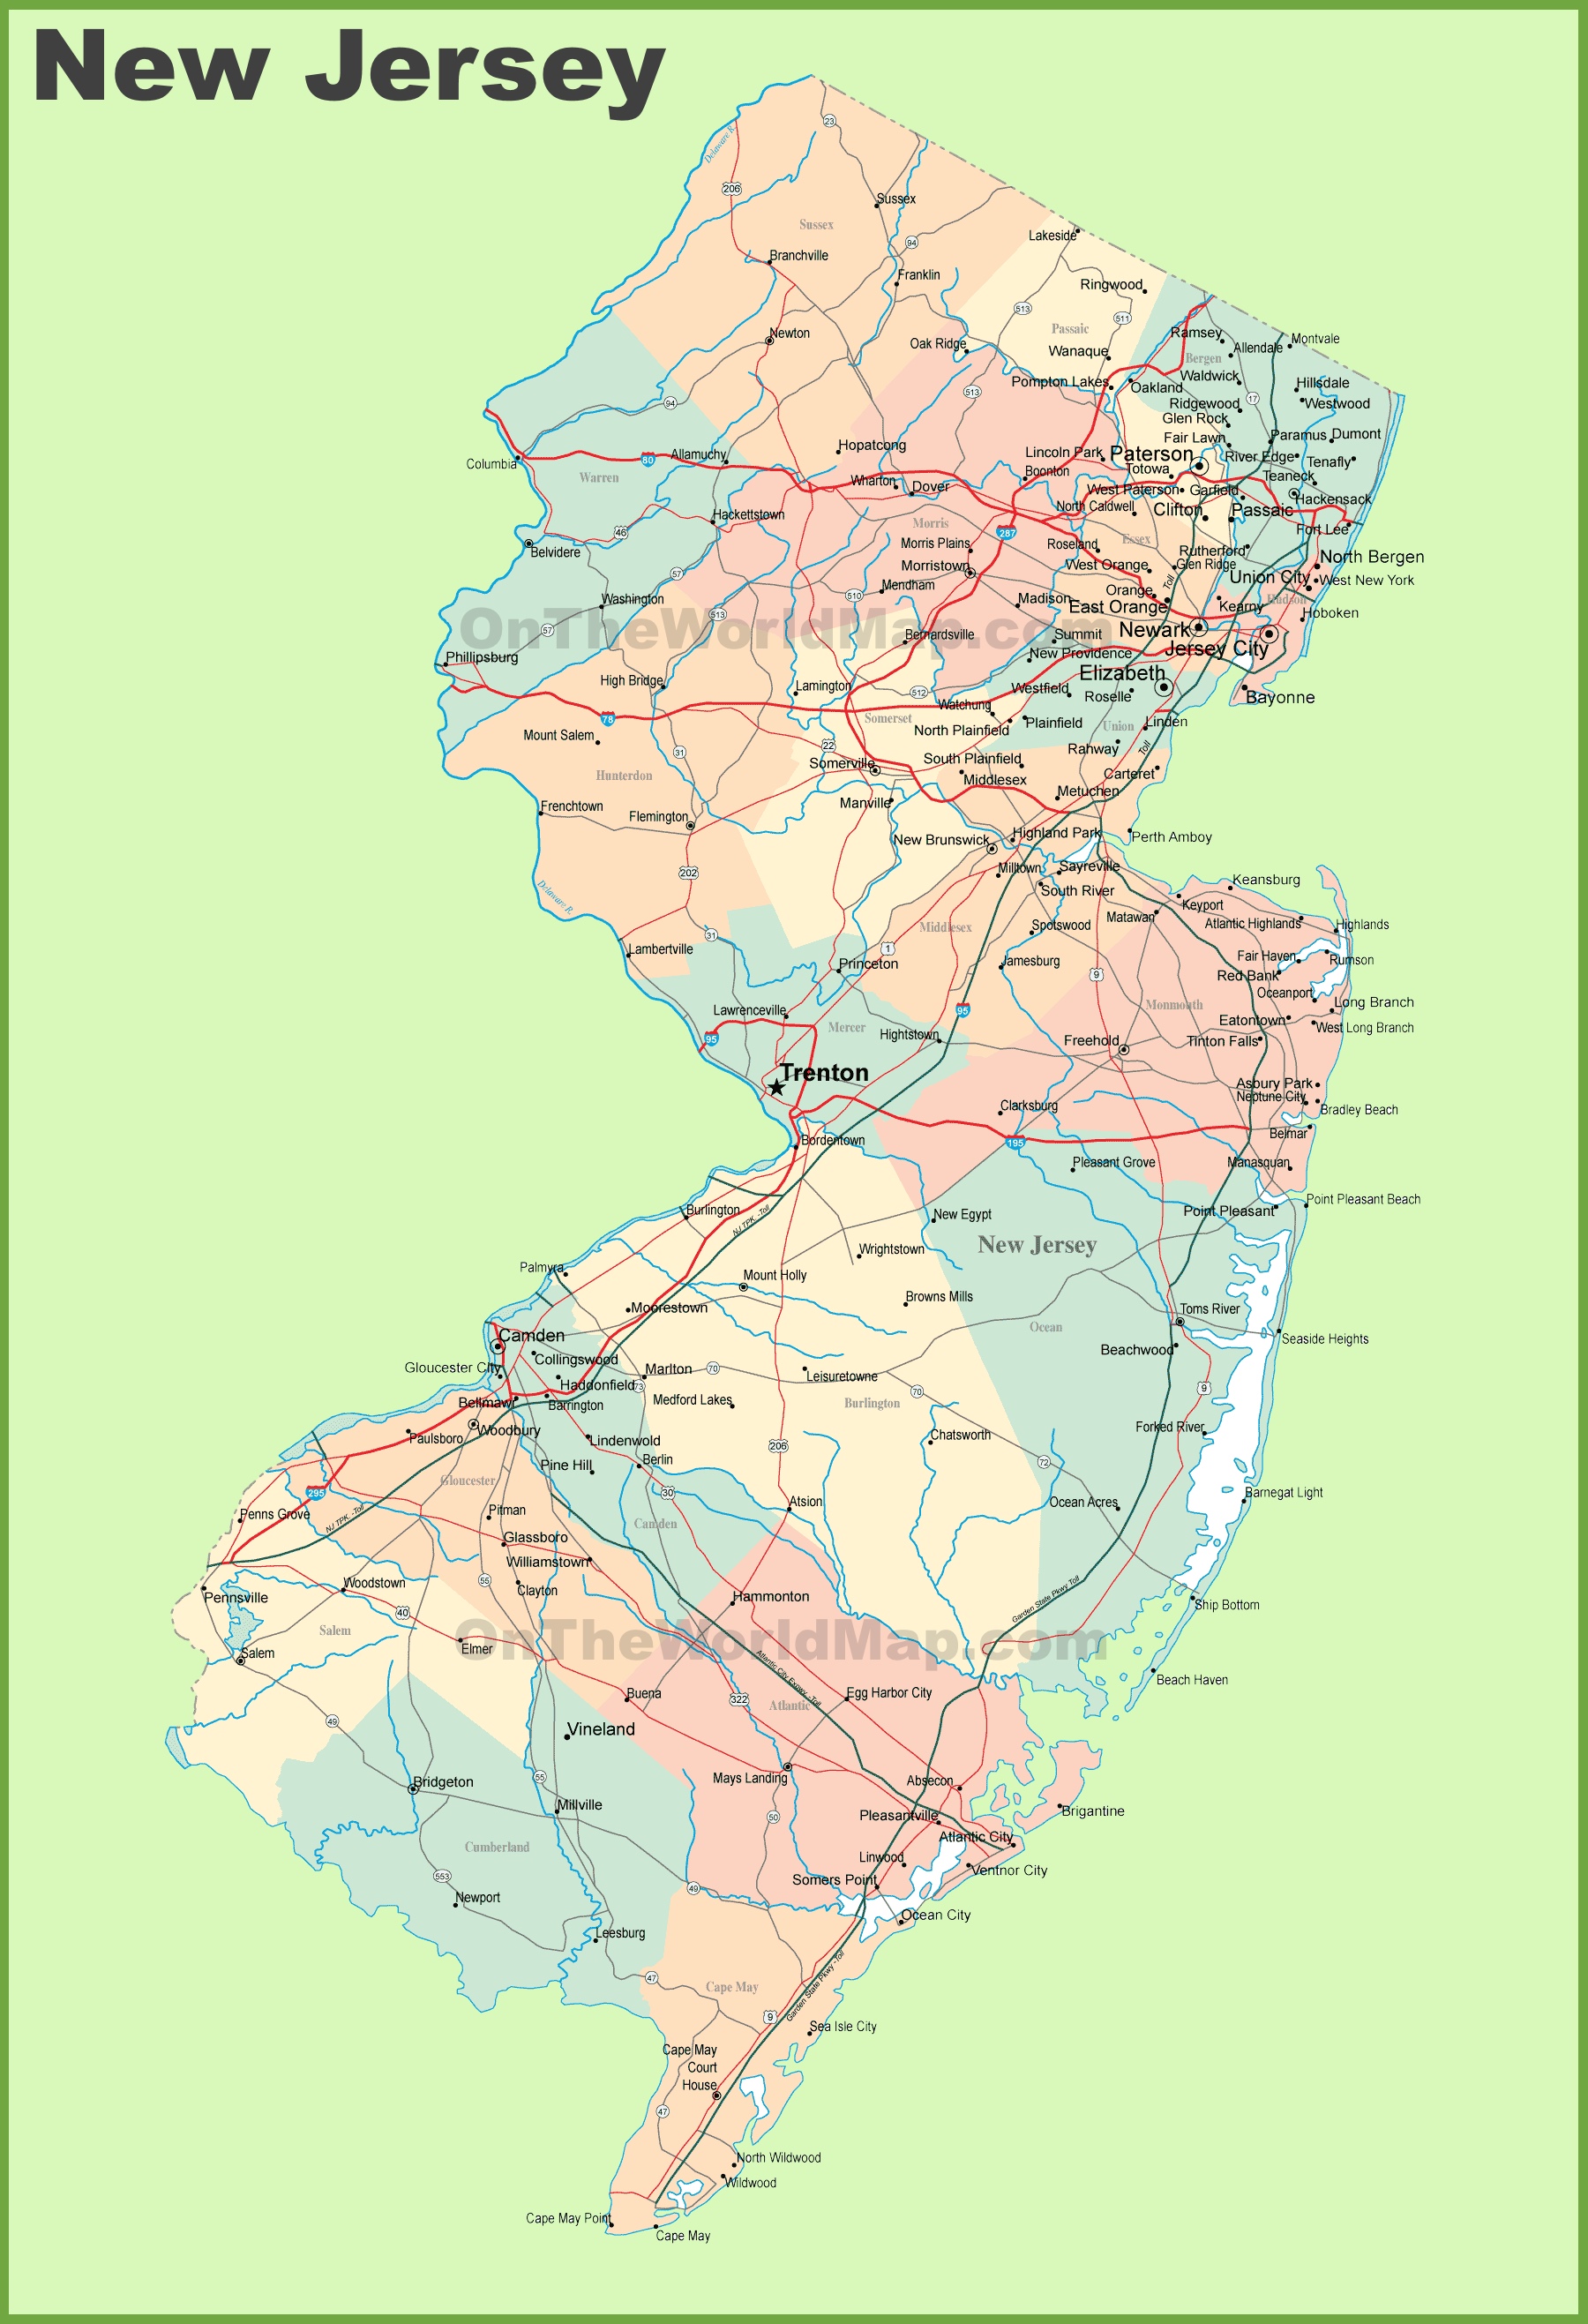 New Jersey
23
Delaware R.
206
Sussex
Sussex
Lakeside
94
Branchville
Franklin
Ringwood
513
511
Passaic
Newton
Oak Ridge
Wanaque
Ramsey
Allendale
Montvale
Bergen
Pompton Lakes
Oakland
Waldwick
Hillsdale
Westwood
94
513
17
Ridgewood
Glen Rock
Fair Lawn
Paramus
Dumont
Columbia
80
Allamuchy
Hopatcong
Lincoln Park
Paterson
River Edge
Tenafly
Warren
Wharton
Dover
Boonton
Totowa
Teaneck
West Paterson
Garfield
Hackensack
Hackettstown
North Caldwell
Clifton
Passaic
Fort Lee
46
Morris
287
Essex
Belvidere
Morris Plains
Roseland
Rutherford
North Bergen
Morristown
West Orange
Glen Ridge
Union City
West New York
57
Mendham
510
Toll
Orange
Washington
513
Madison
East Orange
Kearny
Hudson
Hoboken
57
OnTheWorldMap.com
Bernardsville
Summit
Newark
Jersey City
Phillipsburg
New Providence
High Bridge
Lamington
512
Westfield
Elizabeth
Roselle
Bayonne
78
Watchung
Somerset
North Plainfield
Plainfield
Union
Linden
Mount Salem
31
22
Rahway
Toll
Hunterdon
Somerville
South Plainfield
Middlesex
Carteret
Frenchtown
Flemington
Manville
Metuchen
New Brunswick
Highland Park
Perth Amboy
202
Milltown
Sayreville
South River
Keansburg
Delaware R.
Keyport
Matawan
Atlantic Highlands
Highlands
31
Middlesex
Spotswood
Lambertville
1
Princeton
Jamesburg
9
Fair Haven
Rumson
Red Bank
Oceanport
Monmouth
Long Branch
Lawrenceville
95
Eatontown
West Long Branch
95
Mercer
Hightstown
Freehold
Tinton Falls
Trenton
Asbury Park
Neptune City
Bradley Beach
Clarksburg
195
Belmar
Bordentown
Pleasant Grove
Manasquan
Point Pleasant Beach
Burlington
NJ TPK -Toll
New Egypt
Point Pleasant
Wrightstown
New Jersey
Palmyra
Mount Holly
Browns Mills
Moorestown
Toms River
Ocean
Camden
Seaside Heights
Beachwood
Collingswood
Gloucester City
Haddonfield
73
Marlton
70
Leisuretowne
70
9
Bellmawr
Barrington
Medford Lakes
Burlington
Woodbury
Paulsboro
Lindenwold
206
Chatsworth
Forked River
Berlin
Pine Hill
72
Gloucester
295
30
Ocean Acres
Barnegat Light
Penns Grove
NJ TPK -Toll
Pitman
Atsion
Camden
Glassboro
Williamstown
Woodstown
55
Clayton
Pennsville
Hammonton
Garden State Pkwy Toll
Ship Bottom
40
Salem
OnTheWorldMap.com
Elmer
Salem
Atlantic City Expwy -Toll
Beach Haven
Buena
322
Atlantic
Egg Harbor City
49
Vineland
Bridgeton
55
Mays Landing
Absecon
Millville
50
Pleasantville
Brigantine
Cumberland
Atlantic City
Linwood
Ventnor City
553
49
Somers Point
Newport
Ocean City
Leesburg
47
Cape May
Garden State Pkwy -Toll
9
Sea Isle City
Cape May
Court
House
47
North Wildwood
Wildwood
Cape May Point
Cape May